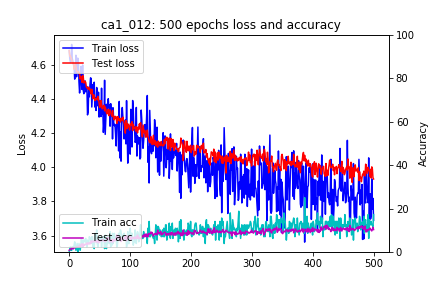 ca1_012: 500 epochs loss and accuracy
Train loss
Test loss
Train acc
Test acc
Loss
4.6
4.4
4.2
4.0
3.8
3.6
Accuracy
100
80
60
40
20
0
0
100
200
300
400
500